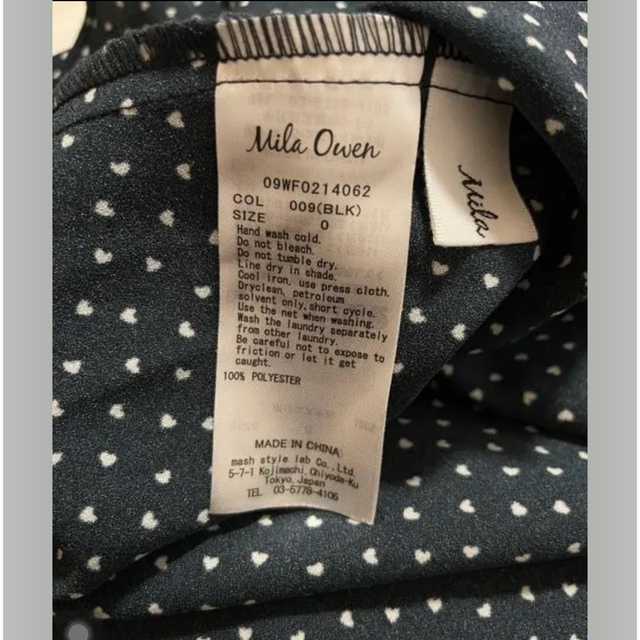 Mila Owen
09WF0214062
COL 009(BLK)
SIZE 0
Hand wash cold.
Do not bleach.
Do not tumble dry.
Line dry in shade.
Cool iron, use press cloth.
Dryclean, petroleum
solvent only,short cycle.
Use the net when washing.
Wash the laundry separately
from other laundry.
Be careful not to expose to
friction or let it get
caught.
100% POLYESTER
MADE IN CHINA
mash style lab Co.,Ltd.
5-7-1 Kojimachi,Chiyoda-Ku
Tokyo,Japan
TEL 03-5778-4106
Mila